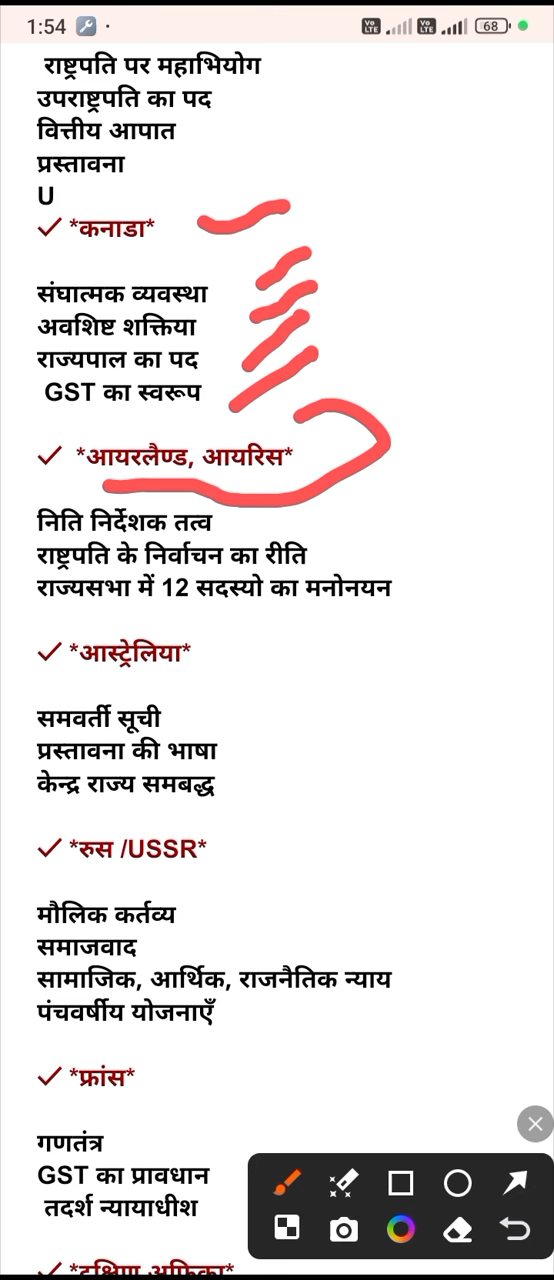 1:54
68
राष्ट्रपति पर महाभियोग
उपराष्ट्रपति का पद
वित्तीय आपात
प्रस्तावना
U
✓ *कनाडा*
संघात्मक व्यवस्था
अवशिष्ट शक्तिया
राज्यपाल का पद
GST का स्वरूप
✓ *आयरलैण्ड, आयरिस*
निति निर्देशक तत्व
राष्ट्रपति के निर्वाचन का रीति
राज्यसभा में 12 सदस्यो का मनोनयन
✓ *आस्ट्रेलिया*
समवर्ती सूची
प्रस्तावना की भाषा
केन्द्र राज्य समबद्ध
✓ *रुस /USSR*
मौलिक कर्तव्य
समाजवाद
सामाजिक, आर्थिक, राजनैतिक न्याय
पंचवर्षीय योजनाएँ
✓ *फ्रांस*
गणतंत्र
GST का प्रावधान
तदर्श न्यायाधीश